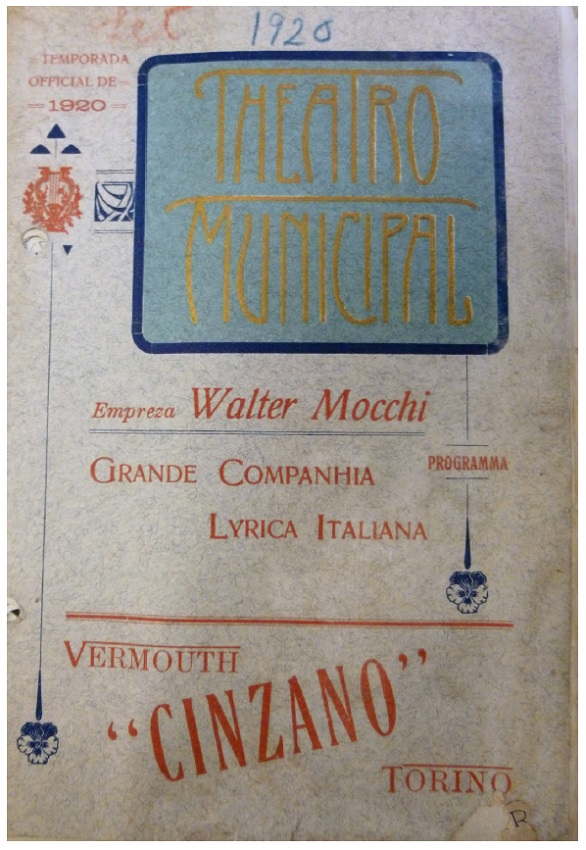 1920
TEMPORADA
OFFICIAL DE
1920
THEATRO
MUNICIPAL
Empreza Walter Mocchi
GRANDE COMPANHIA
LYRICA ITALIANA
PROGRAMMA
VERMOUTH
“CINZANO”
TORINO
R